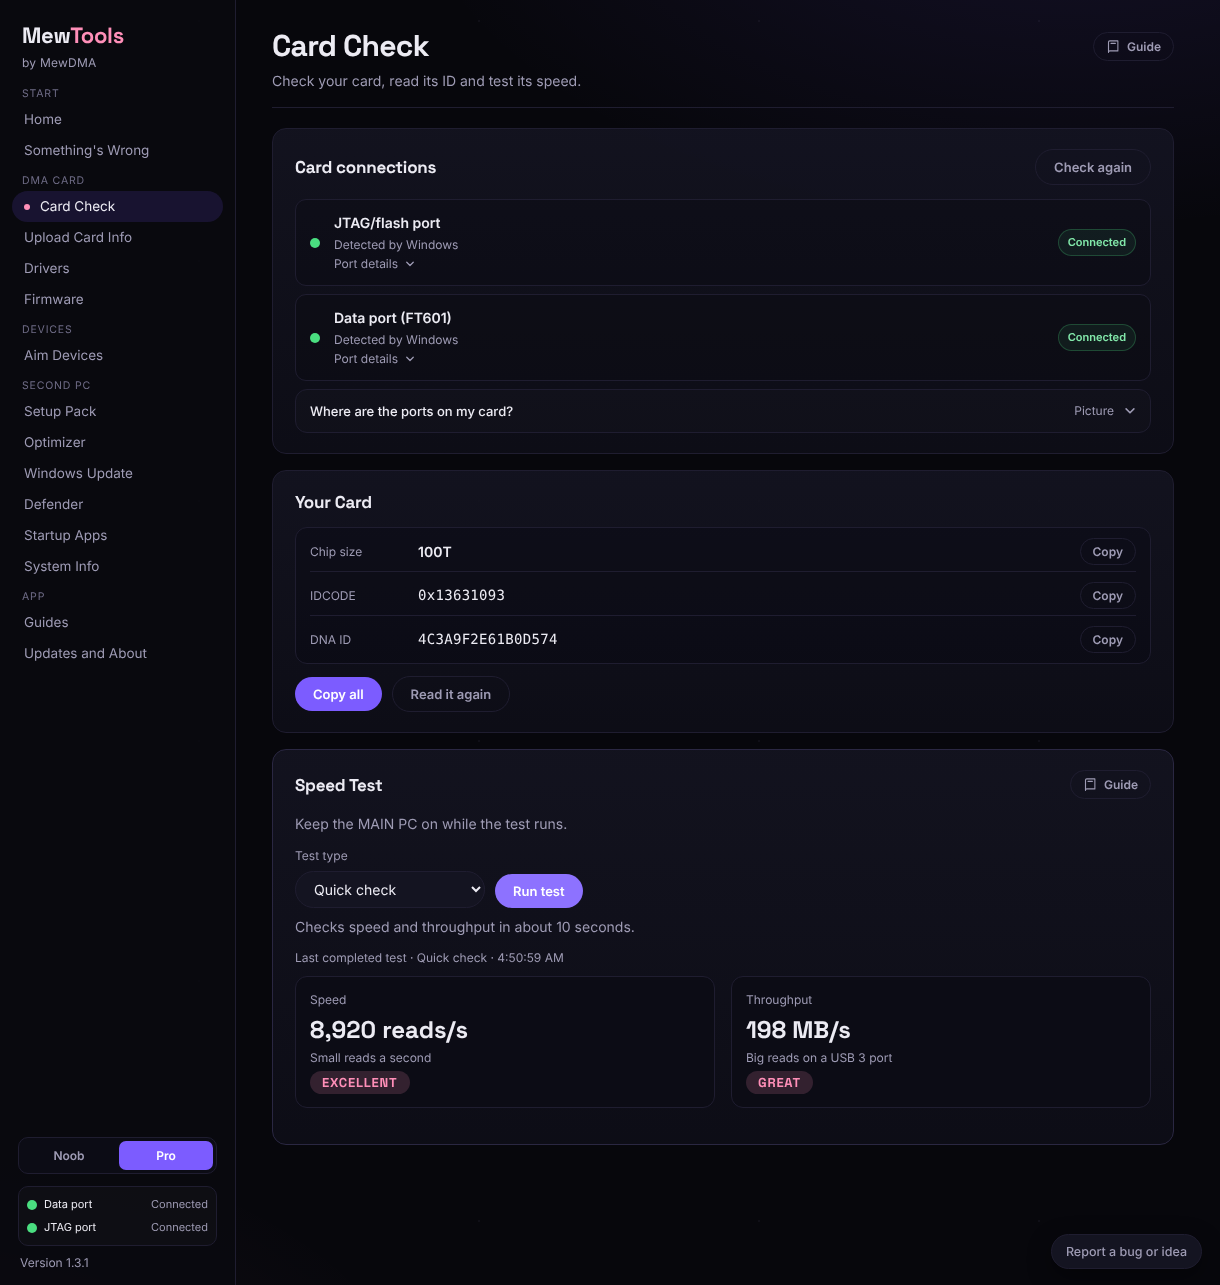 MewTools
by MewDMA
START
Home
Something's Wrong
DMA CARD
Card Check
Upload Card Info
Drivers
Firmware
DEVICES
Aim Devices
SECOND PC
Setup Pack
Optimizer
Windows Update
Defender
Startup Apps
System Info
APP
Guides
Updates and About
Noob Pro
Data port Connected
JTAG port Connected
Version 1.3.1
Card Check
Guide
Check your card, read its ID and test its speed.
Card connections
Check again
JTAG/flash port
Detected by Windows
Port details
Connected
Data port (FT601)
Detected by Windows
Port details
Connected
Where are the ports on my card? Picture
Your Card
Chip size 100T Copy
IDCODE 0x13631093 Copy
DNA ID 4C3A9F2E61B0D574 Copy
Copy all Read it again
Speed Test
Guide
Keep the MAIN PC on while the test runs.
Test type
Quick check Run test
Checks speed and throughput in about 10 seconds.
Last completed test · Quick check · 4:50:59 AM
Speed
8,920 reads/s
Small reads a second
EXCELLENT
Throughput
198 MB/s
Big reads on a USB 3 port
GREAT
Report a bug or idea